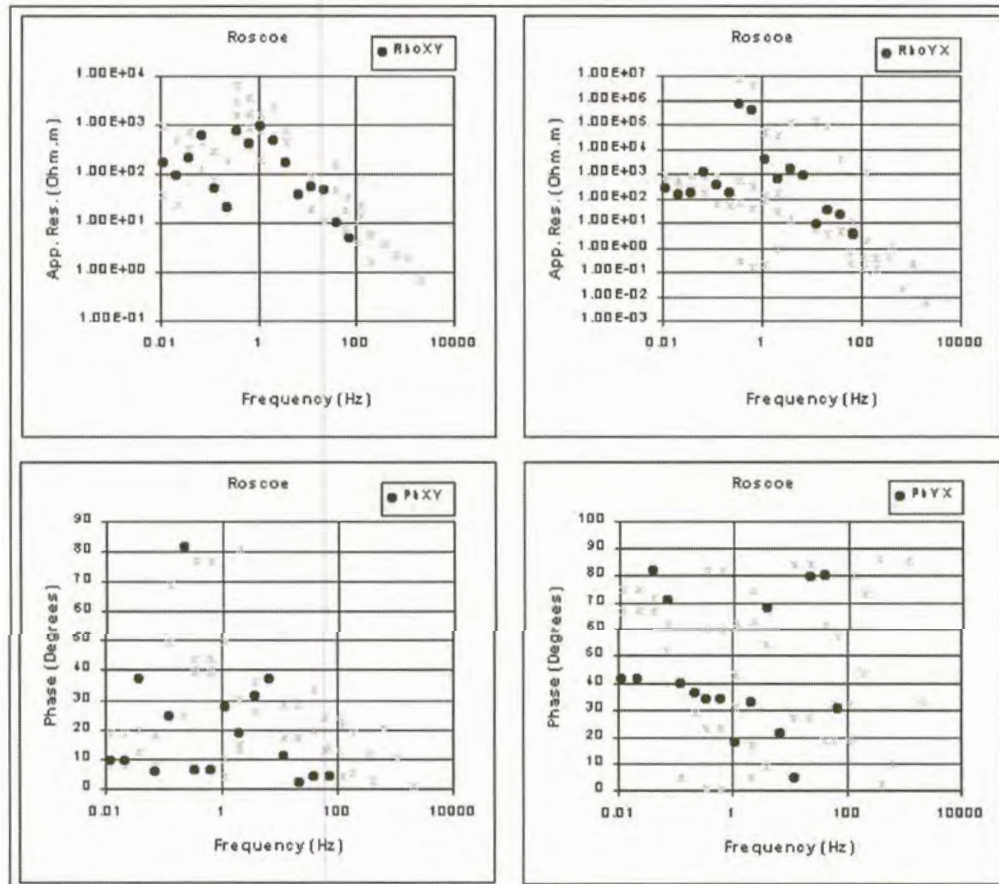 Roscoe
RhoXY
1.00E+04
1.00E+03
1.00E+02
1.00E+01
1.00E+00
1.00E-01
App. Res. (Ohm.m)
0.01 1 100 10000
Frequency (Hz)
Roscoe
RhoYX
1.00E+07
1.00E+06
1.00E+05
1.00E+04
1.00E+03
1.00E+02
1.00E+01
1.00E+00
1.00E-01
1.00E-02
1.00E-03
App. Res. (Ohm.m)
0.01 1 100 10000
Frequency (Hz)
Roscoe
PhXY
90
80
70
60
50
40
30
20
10
0
Phase (Degrees)
0.01 1 100 10000
Frequency (Hz)
Roscoe
PhYX
100
90
80
70
60
50
40
30
20
10
0
Phase (Degrees)
0.01 1 100 10000
Frequency (Hz)